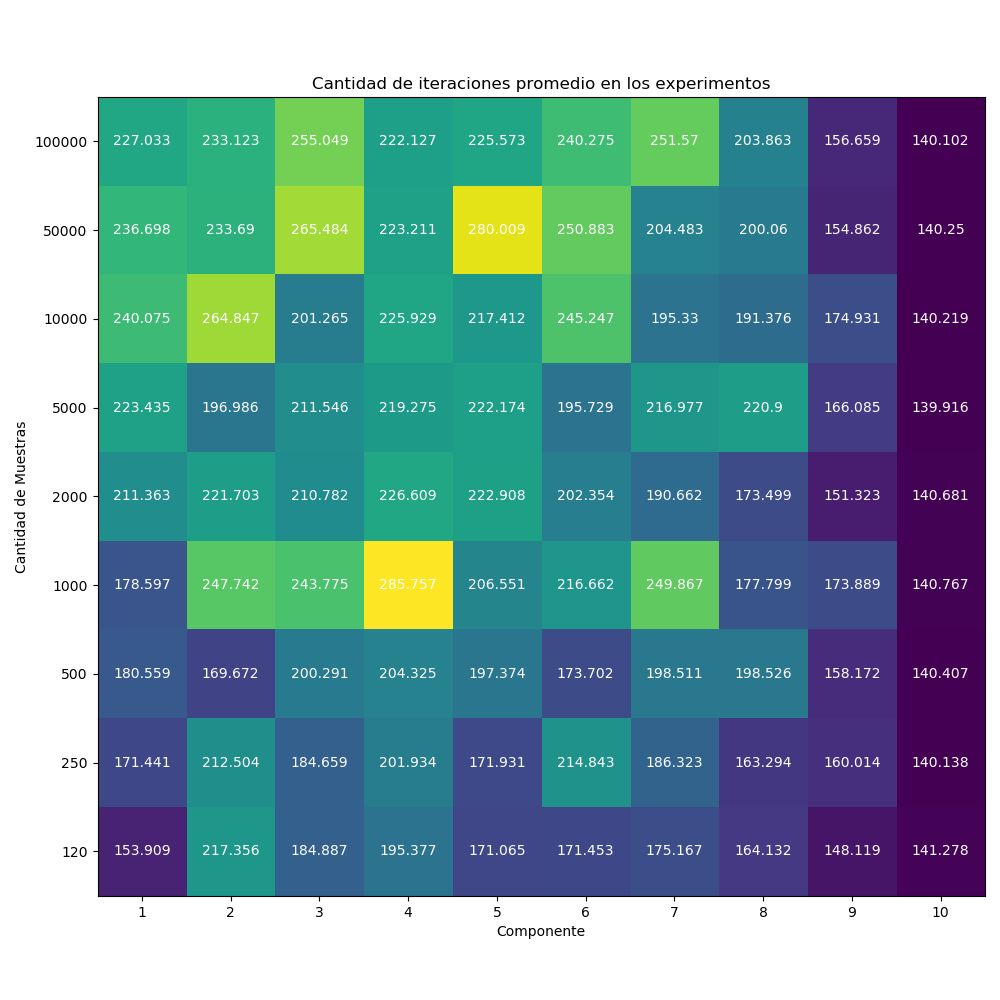 Cantidad de iteraciones promedio en los experimentos
100000 227.033 233.123 255.049 222.127 225.573 240.275 251.57 203.863 156.659 140.102
50000 236.698 233.69 265.484 223.211 280.009 250.883 204.483 200.06 154.862 140.25
10000 240.075 264.847 201.265 225.929 217.412 245.247 195.33 191.376 174.931 140.219
5000 223.435 196.986 211.546 219.275 222.174 195.729 216.977 220.9 166.085 139.916
2000 211.363 221.703 210.782 226.609 222.908 202.354 190.662 173.499 151.323 140.681
1000 178.597 247.742 243.775 285.757 206.551 216.662 249.867 177.799 173.889 140.767
500 180.559 169.672 200.291 204.325 197.374 173.702 198.511 198.526 158.172 140.407
250 171.441 212.504 184.659 201.934 171.931 214.843 186.323 163.294 160.014 140.138
120 153.909 217.356 184.887 195.377 171.065 171.453 175.167 164.132 148.119 141.278
1 2 3 4 5 6 7 8 9 10
Componente
Cantidad de Muestras